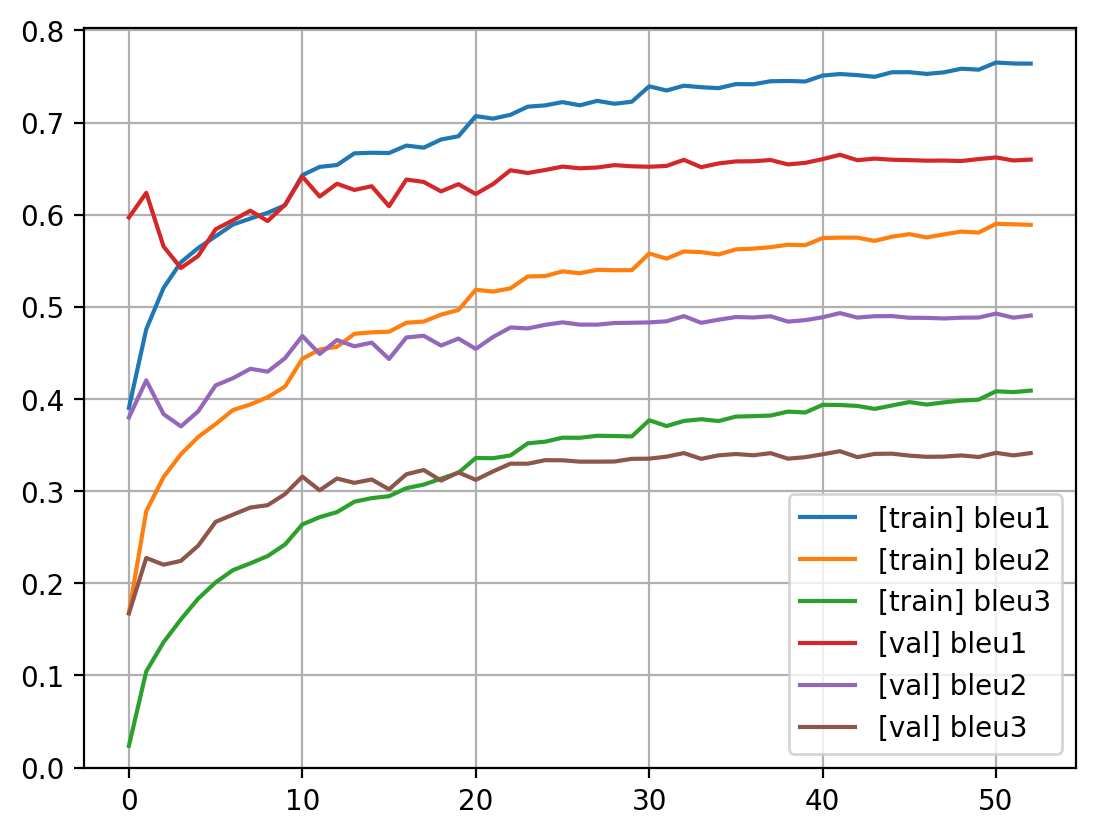 0.8
0.7
0.6
0.5
0.4
0.3
0.2
0.1
0.0
[train] bleu1
[train] bleu2
[train] bleu3
[val] bleu1
[val] bleu2
[val] bleu3
0 10 20 30 40 50